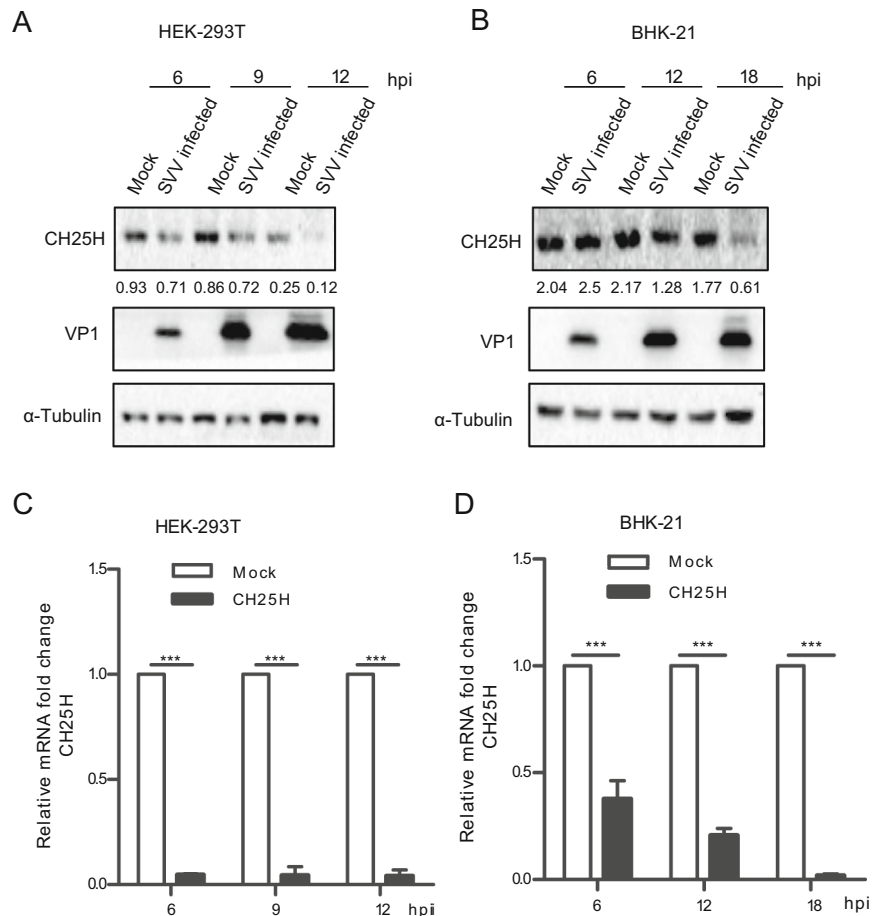 A
HEK-293T
6 9 12 hpi
Mock SVV infected Mock SVV infected Mock SVV infected
CH25H
0.93 0.71 0.86 0.72 0.25 0.12
VP1
α-Tubulin
B
BHK-21
6 12 18 hpi
Mock SVV infected Mock SVV infected Mock SVV infected
CH25H
2.04 2.5 2.17 1.28 1.77 0.61
VP1
α-Tubulin
C
HEK-293T
Mock
CH25H
Relative mRNA fold change
CH25H
1.5
1.0
0.5
0.0
*** *** ***
6 9 12 hpi
D
BHK-21
Mock
CH25H
Relative mRNA fold change
CH25H
1.5
1.0
0.5
0.0
*** *** ***
6 12 18 hpi